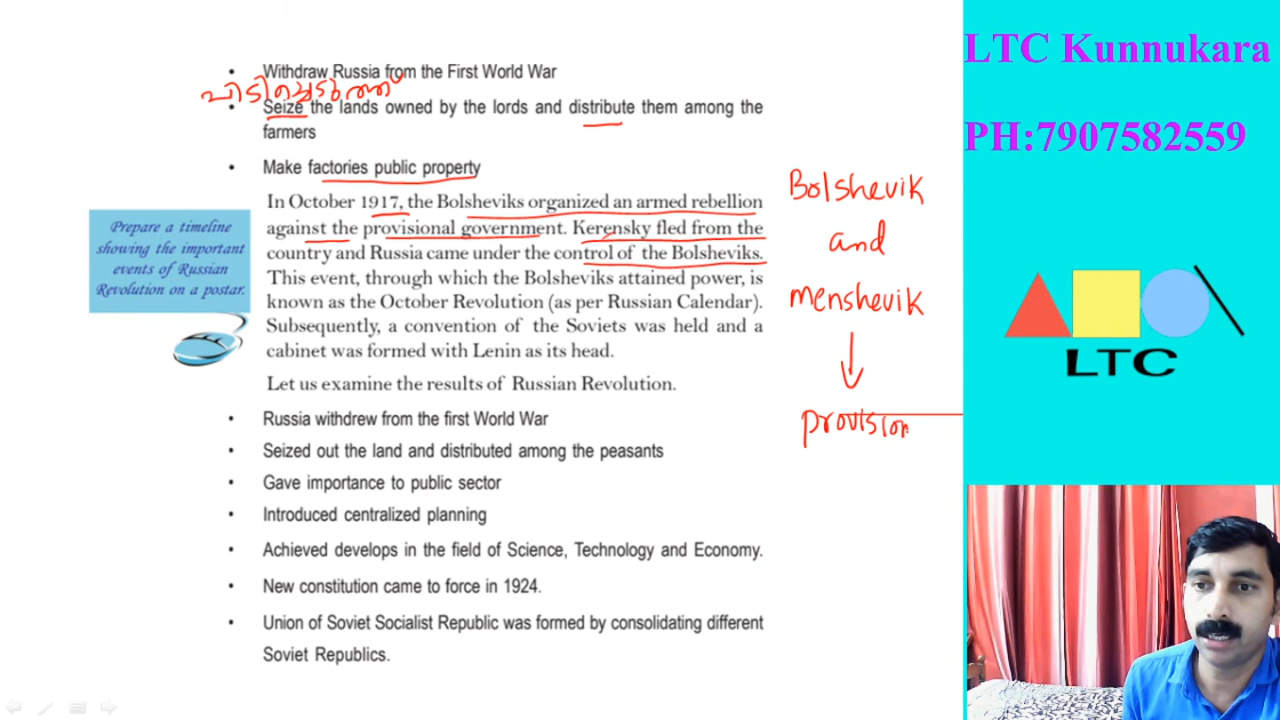 LTC Kunnukara
PH:7907582559
• Withdraw Russia from the First World War
പിടിച്ചെടുത്ത്
• Seize the lands owned by the lords and distribute them among the
farmers
• Make factories public property
In October 1917, the Bolsheviks organized an armed rebellion
against the provisional government. Kerensky fled from the
country and Russia came under the control of the Bolsheviks.
This event, through which the Bolsheviks attained power, is
known as the October Revolution (as per Russian Calendar).
Subsequently, a convention of the Soviets was held and a
cabinet was formed with Lenin as its head.
Let us examine the results of Russian Revolution.
Prepare a timeline
showing the important
events of Russian
Revolution on a postar.
• Russia withdrew from the first World War
• Seized out the land and distributed among the peasants
• Gave importance to public sector
• Introduced centralized planning
• Achieved develops in the field of Science, Technology and Economy.
• New constitution came to force in 1924.
• Union of Soviet Socialist Republic was formed by consolidating different
Soviet Republics.
Bolshevik
and
menshevik
provision
LTC